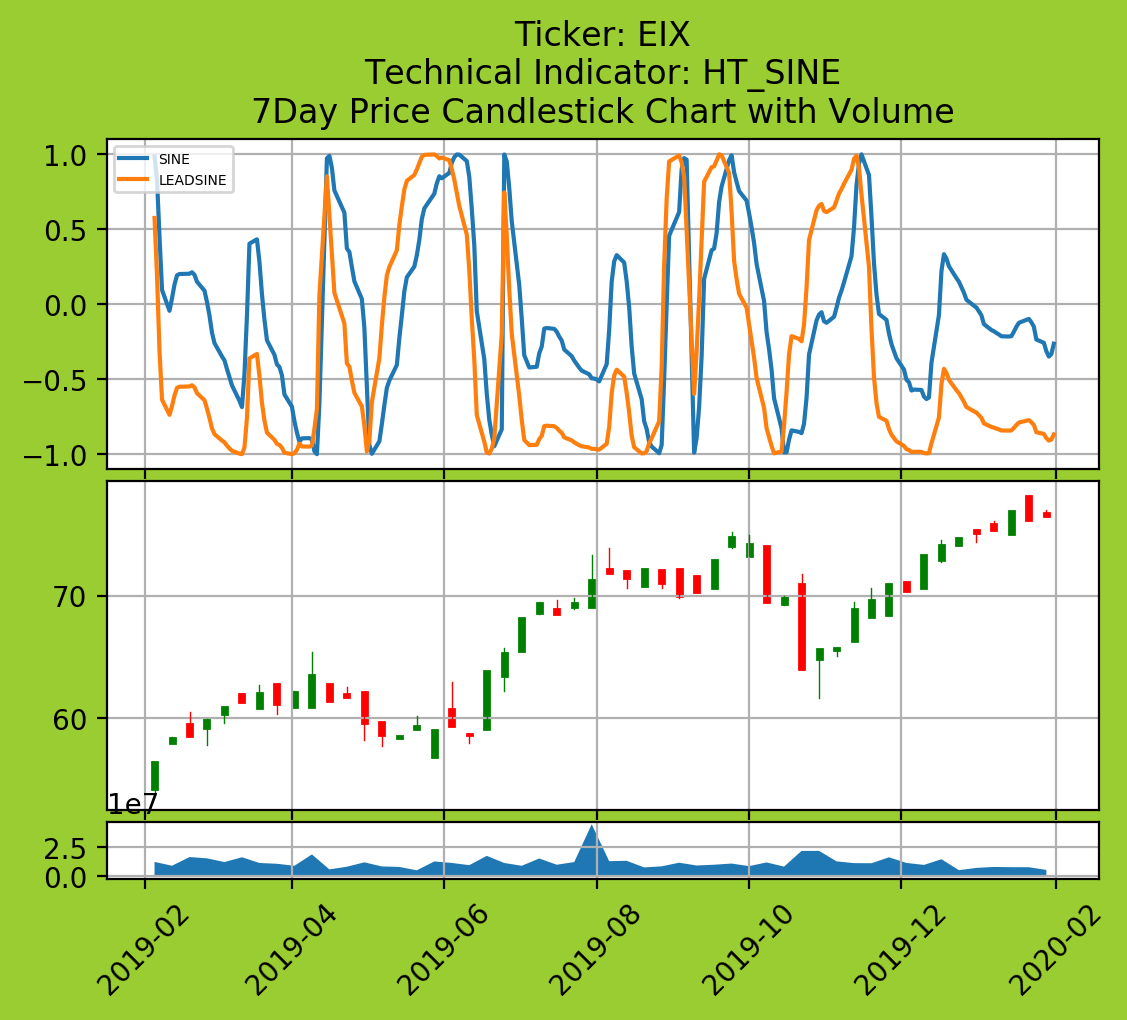 Ticker: EIX
Technical Indicator: HT_SINE
7Day Price Candlestick Chart with Volume
1.0
0.5
0.0
−0.5
−1.0
SINE
LEADSINE
70
60
1e7
2.5
0.0
2019-02
2019-04
2019-06
2019-08
2019-10
2019-12
2020-02